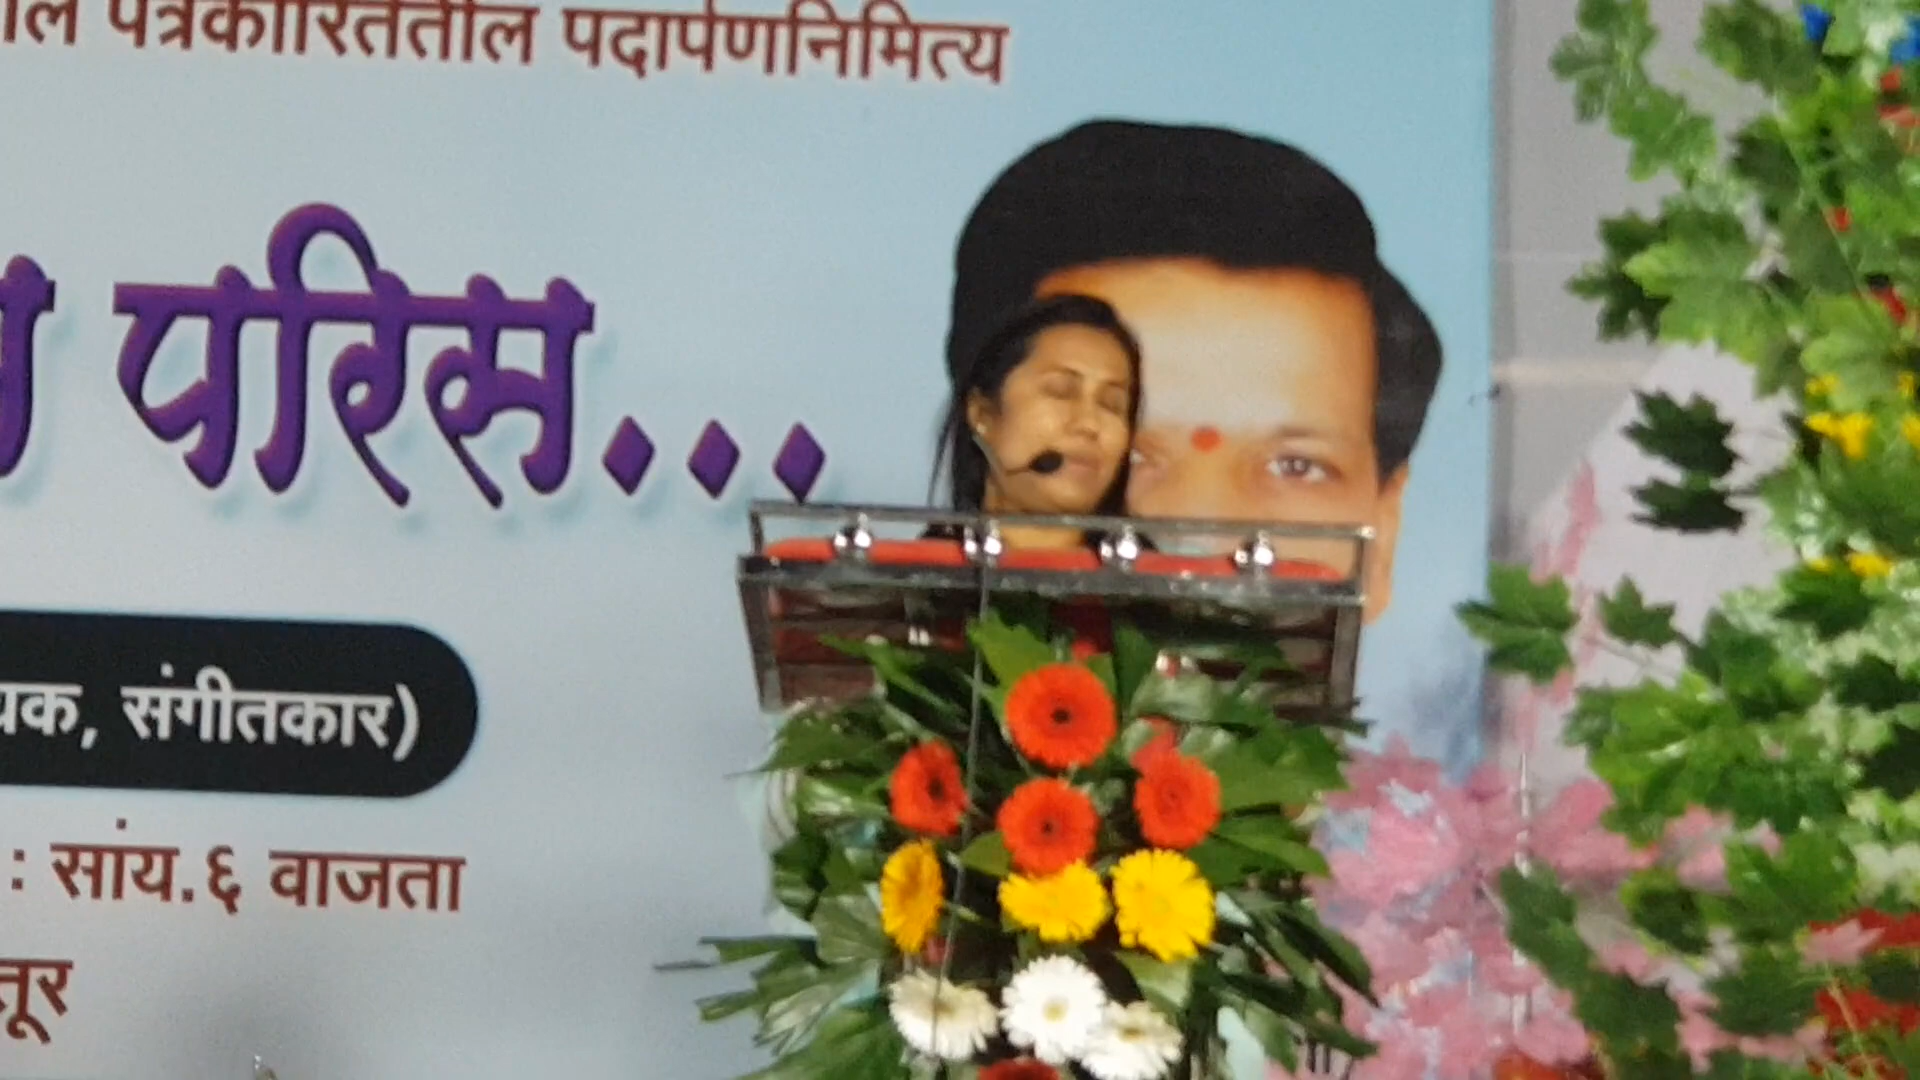 पत्रकारितेतील पदार्पणनिमित्य
परिस...
संगीतकार)
: सांय.६ वाजता